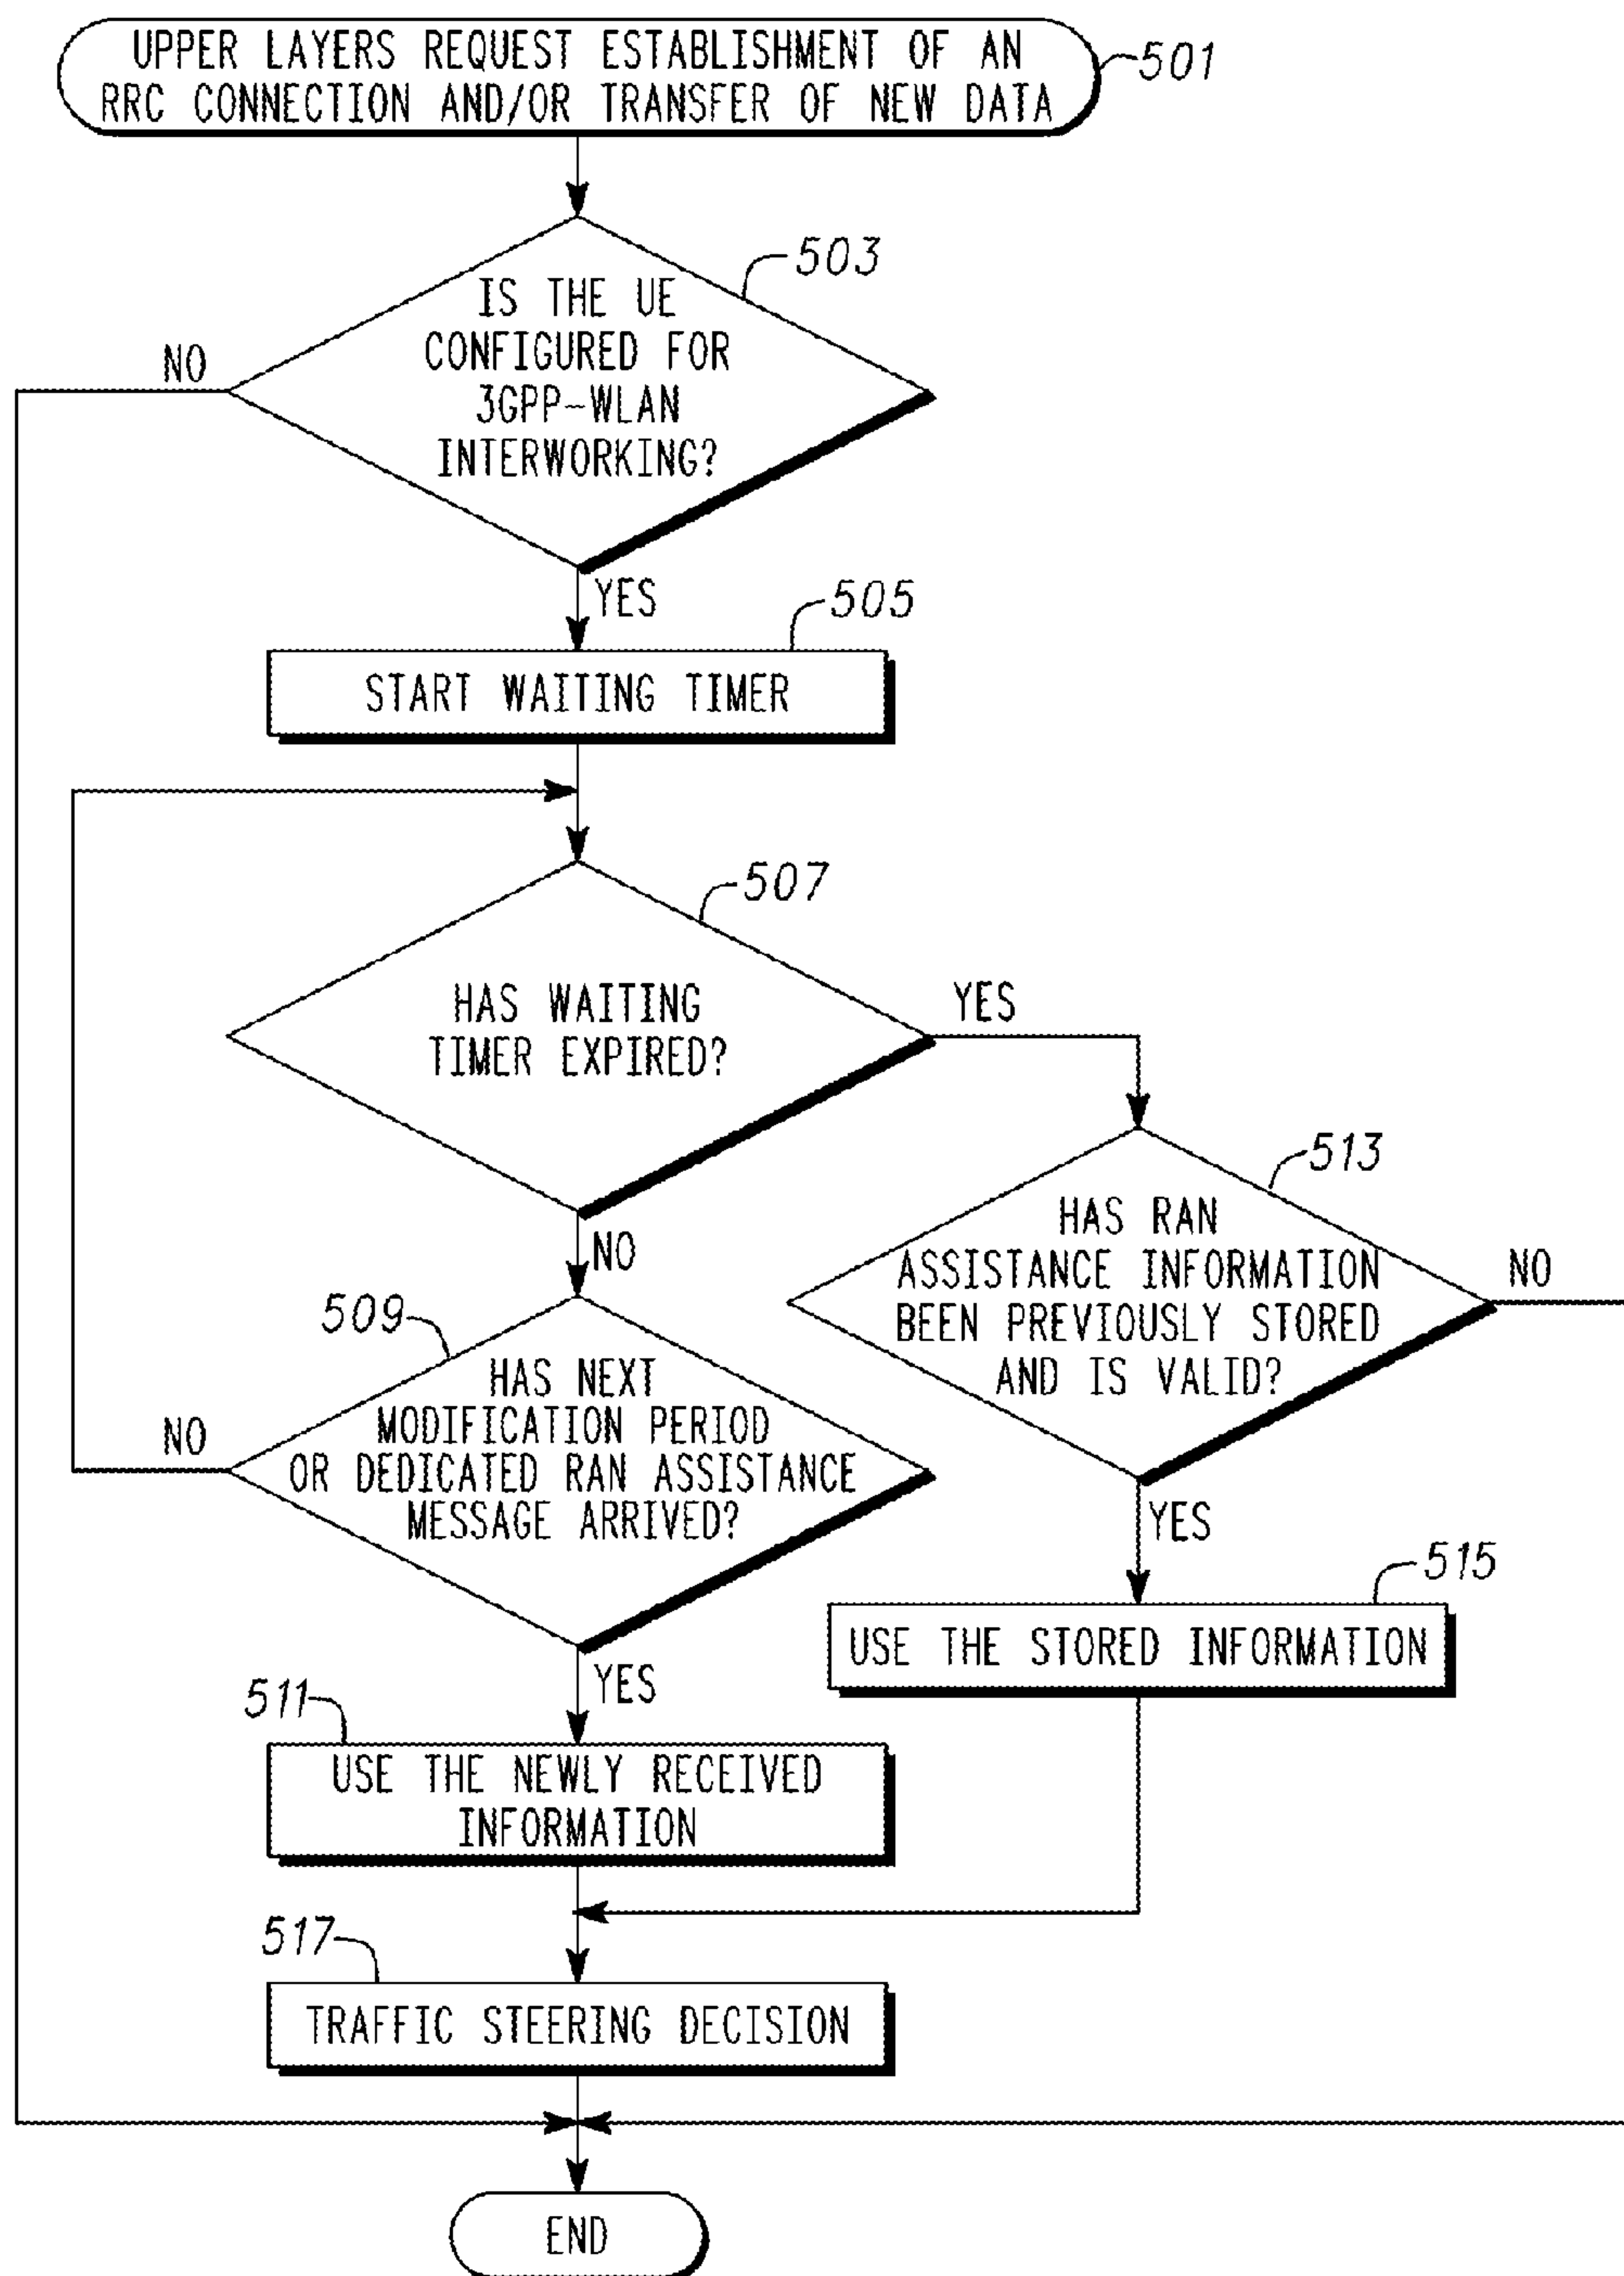 UPPER LAYERS REQUEST ESTABLISHMENT OF AN
RRC CONNECTION AND/OR TRANSFER OF NEW DATA
501
503
IS THE UE
CONFIGURED FOR
3GPP-WLAN
INTERWORKING?
NO
YES
505
START WAITING TIMER
507
HAS WAITING
TIMER EXPIRED?
YES
NO
513
HAS RAN
ASSISTANCE INFORMATION
BEEN PREVIOUSLY STORED
AND IS VALID?
NO
YES
509
HAS NEXT
MODIFICATION PERIOD
OR DEDICATED RAN ASSISTANCE
MESSAGE ARRIVED?
NO
YES
515
USE THE STORED INFORMATION
511
USE THE NEWLY RECEIVED
INFORMATION
517
TRAFFIC STEERING DECISION
END